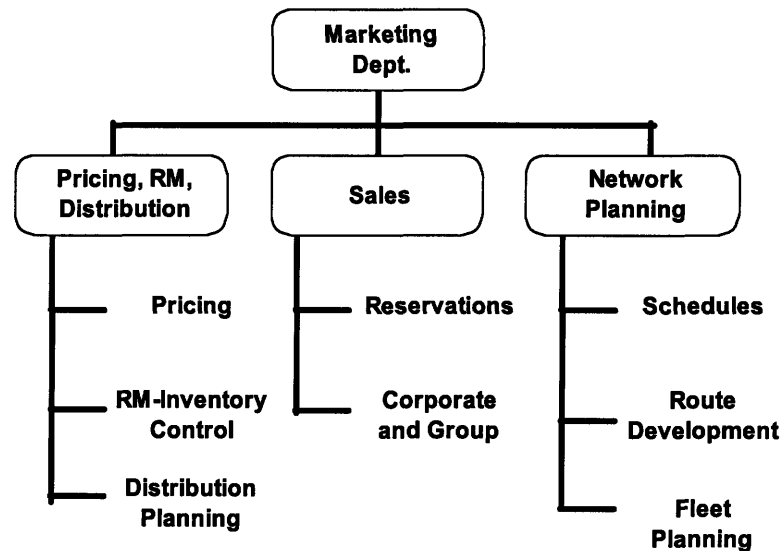 Marketing
Dept.
Pricing, RM,
Distribution
Sales
Network
Planning
Pricing
RM-Inventory
Control
Distribution
Planning
Reservations
Corporate
and Group
Schedules
Route
Development
Fleet
Planning